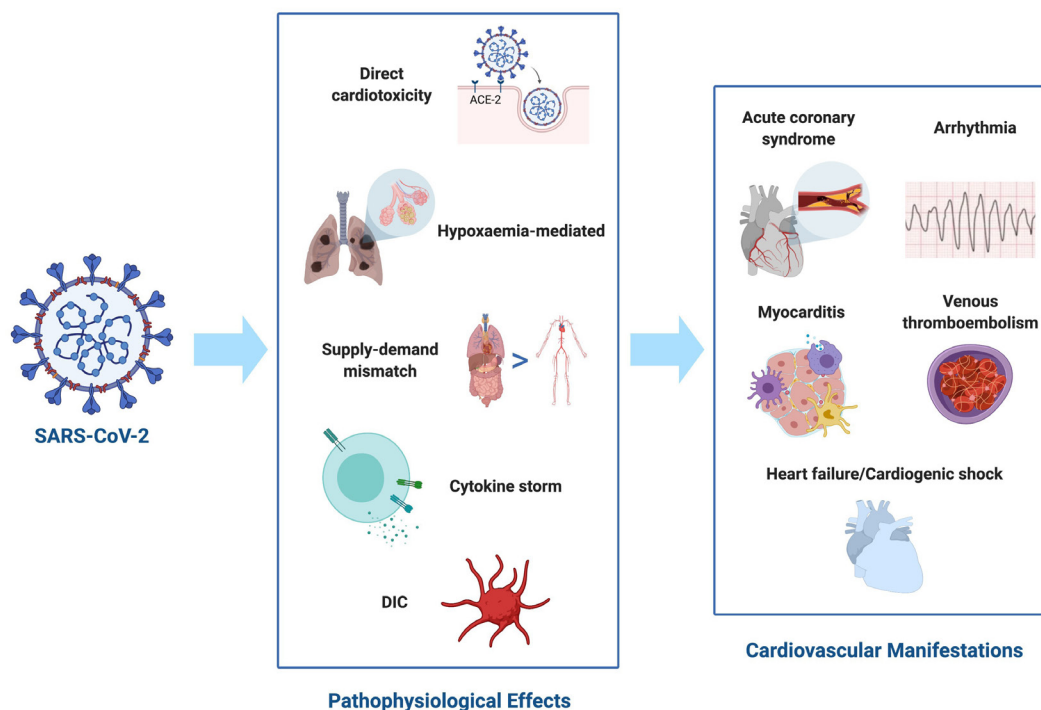 Direct
cardiotoxicity
ACE-2
Hypoxaemia-mediated
Supply-demand
mismatch
>
Cytokine storm
DIC
SARS-CoV-2
Pathophysiological Effects
Acute coronary
syndrome
Arrhythmia
Myocarditis
Venous
thromboembolism
Heart failure/Cardiogenic shock
Cardiovascular Manifestations